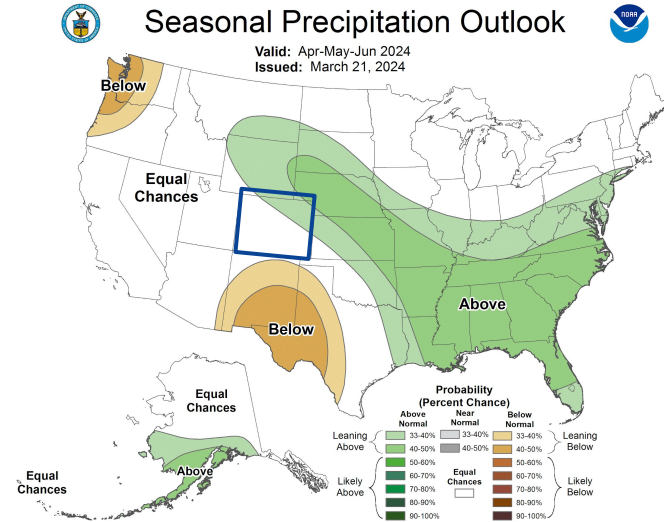 Seasonal Precipitation Outlook
Valid: Apr-May-Jun 2024
Issued: March 21, 2024
NOAA
Below
Equal
Chances
Above
Below
Equal
Chances
Above
Equal
Chances
Probability
(Percent Chance)
Above
Normal
Near
Normal
Below
Normal
Leaning
Above
33-40%
40-50%
33-40%
40-50%
33-40%
40-50%
Leaning
Below
Likely
Above
50-60%
60-70%
70-80%
80-90%
90-100%
Equal
Chances
50-60%
60-70%
70-80%
80-90%
90-100%
Likely
Below